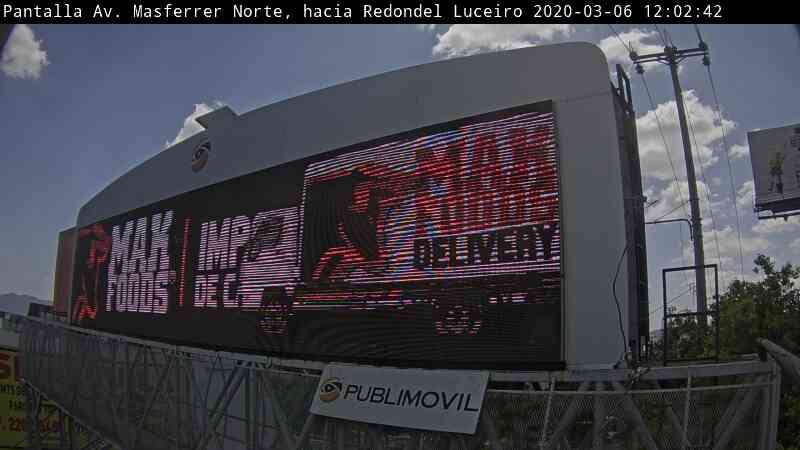 Pantalla Av. Masferrer Norte, hacia Redondel Luceiro 2020-03-06 12:02:42
MAK
FOODS
IMP
DE C.
MAK
FOODS
DELIVERY
PUBLIMOVIL